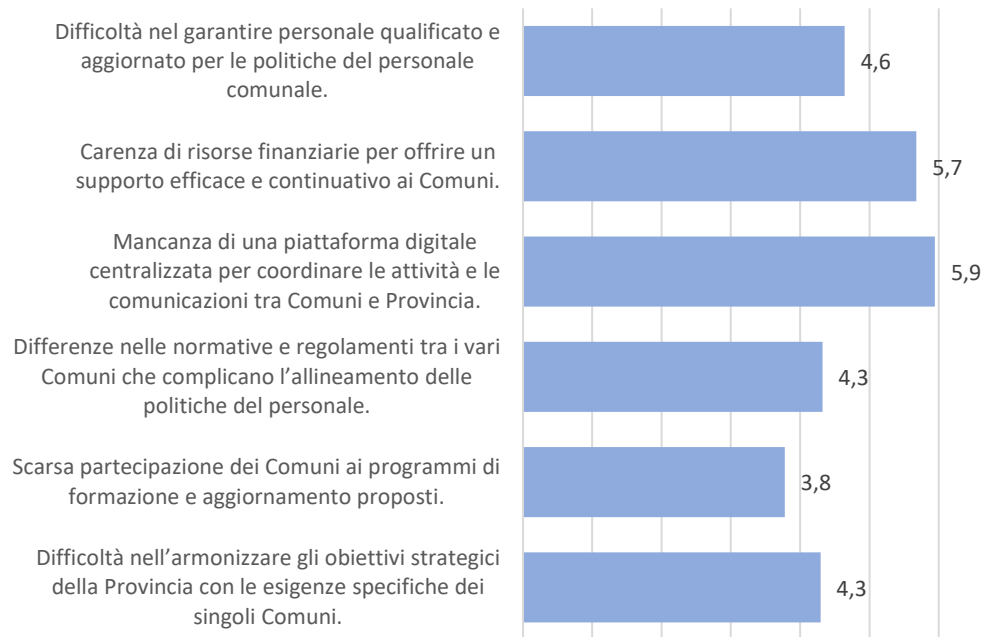 Difficoltà nel garantire personale qualificato e
aggiornato per le politiche del personale
comunale.
4,6
Carenza di risorse finanziarie per offrire un
supporto efficace e continuativo ai Comuni.
5,7
Mancanza di una piattaforma digitale
centralizzata per coordinare le attività e le
comunicazioni tra Comuni e Provincia.
5,9
Differenze nelle normative e regolamenti tra i vari
Comuni che complicano l’allineamento delle
politiche del personale.
4,3
Scarsa partecipazione dei Comuni ai programmi di
formazione e aggiornamento proposti.
3,8
Difficoltà nell’armonizzare gli obiettivi strategici
della Provincia con le esigenze specifiche dei
singoli Comuni.
4,3